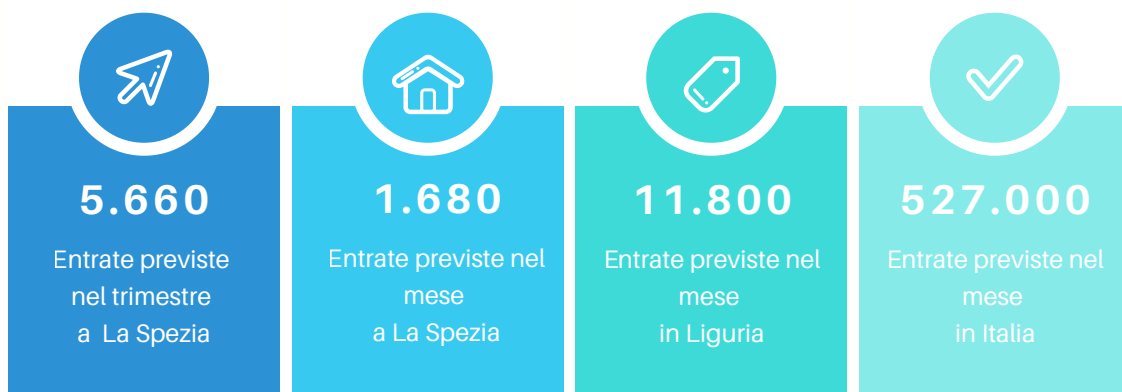 5.660
Entrate previste
nel trimestre
a La Spezia
1.680
Entrate previste nel
mese
a La Spezia
11.800
Entrate previste nel
mese
in Liguria
527.000
Entrate previste nel
mese
in Italia